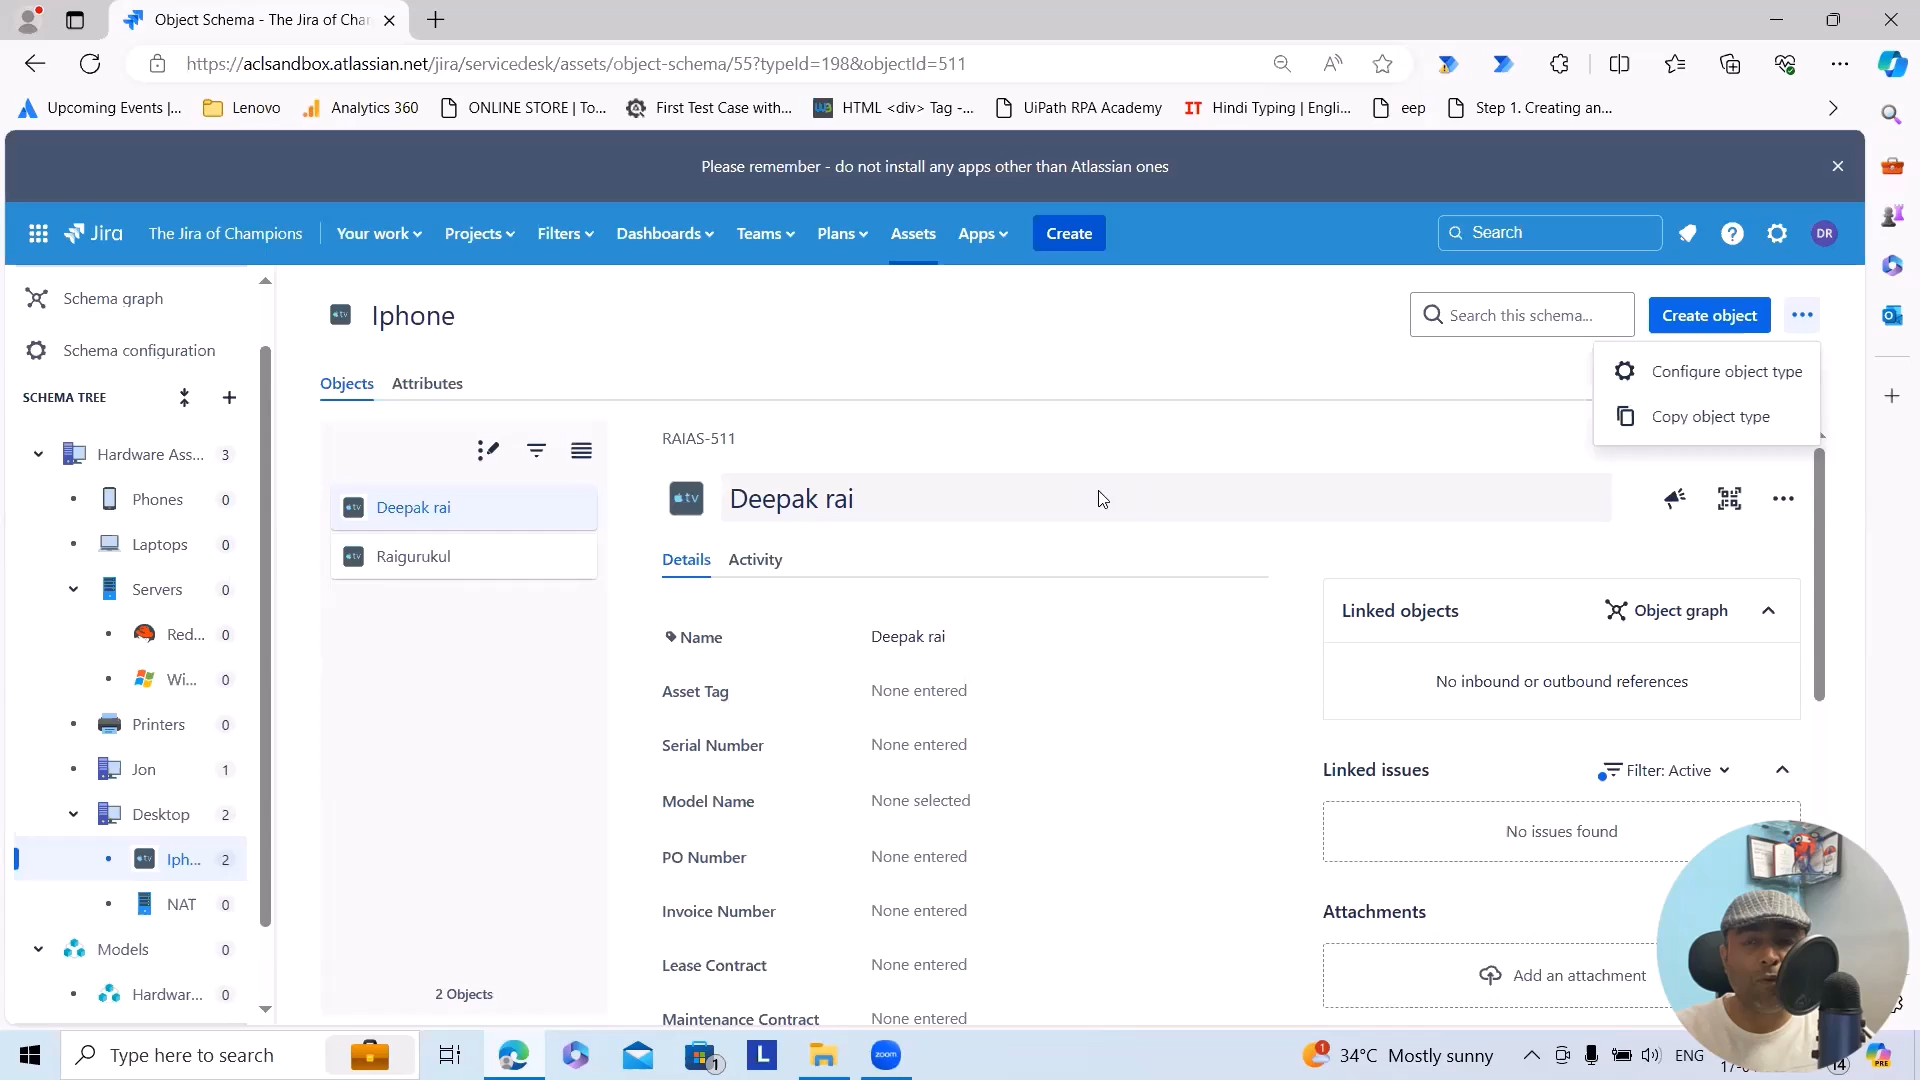 Object Schema - The Jira of Cha
https://aclsandbox.atlassian.net/jira/servicedesk/assets/object-schema/55?typeId=198&objectId=511
Upcoming Events |... Lenovo Analytics 360 ONLINE STORE | To... First Test Case with... HTML <div> Tag -... UiPath RPA Academy Hindi Typing | Engli... eep Step 1. Creating an...
Please remember - do not install any apps other than Atlassian ones
Jira The Jira of Champions Your work Projects Filters Dashboards Teams Plans Assets Apps Create Search DR
Schema graph
Schema configuration
SCHEMA TREE
Hardware Ass... 3
Phones 0
Laptops 0
Servers 0
Red... 0
Wi... 0
Printers 0
Jon 1
Desktop 2
Iph... 2
NAT 0
Models 0
Hardwar... 0
Iphone
Search this schema...
Create object
Configure object type
Copy object type
Objects Attributes
Deepak rai
Raigurukul
2 Objects
RAIAS-511
Deepak rai
Details Activity
Name Deepak rai
Asset Tag None entered
Serial Number None entered
Model Name None selected
PO Number None entered
Invoice Number None entered
Lease Contract None entered
Maintenance Contract None entered
Linked objects Object graph
No inbound or outbound references
Linked issues Filter: Active
No issues found
Attachments
Add an attachment
Type here to search
L
1
zoom
1
34°C Mostly sunny
ENG
14
PRE